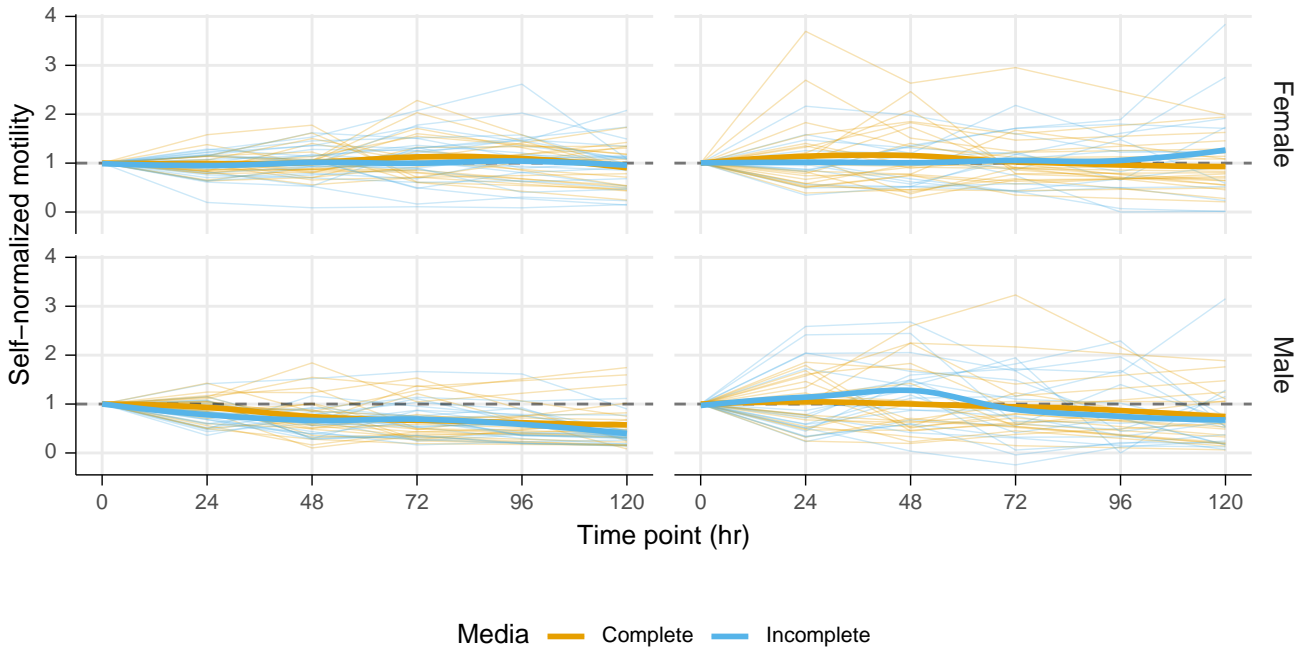 4
3
2
1
0
Female
4
3
2
1
0
Male
Self−normalized motility
0 24 48 72 96 120 0 24 48 72 96 120
Time point (hr)
Media Complete Incomplete